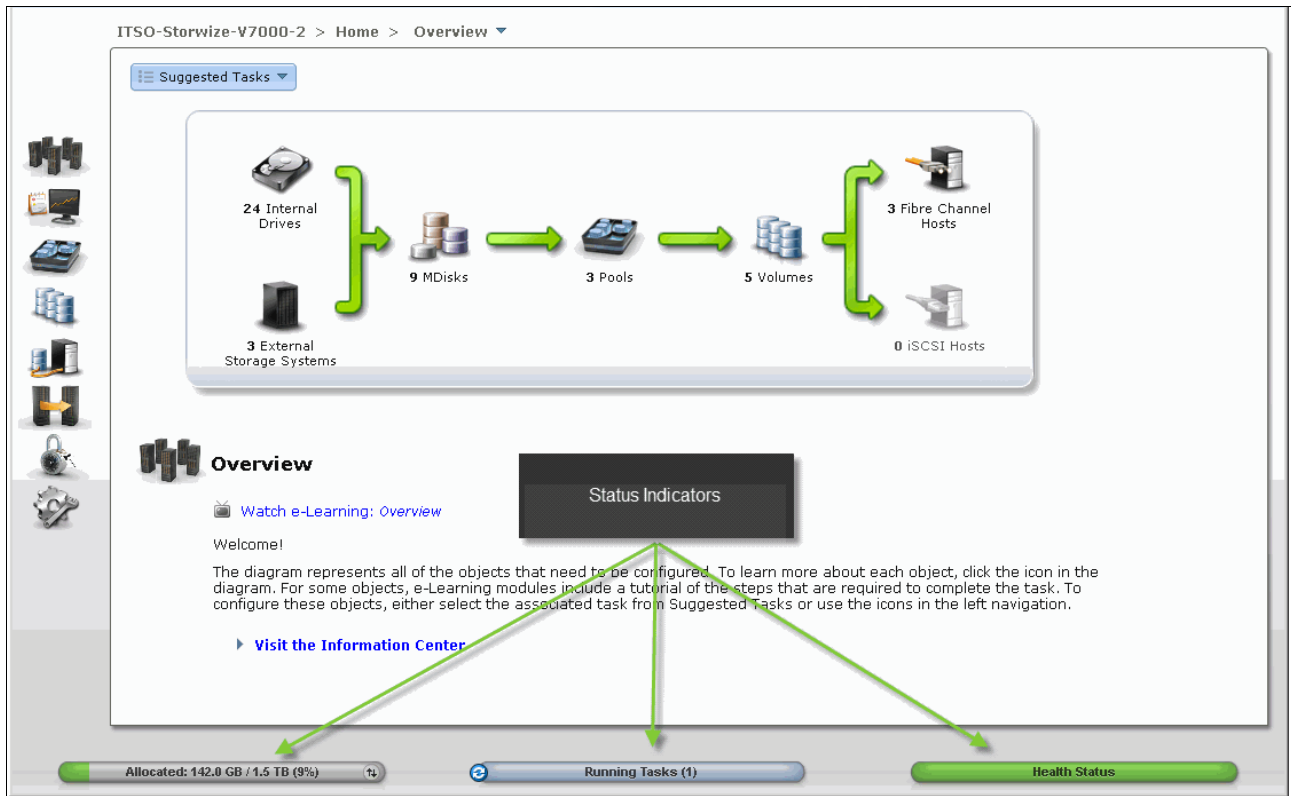 ITSO-Storwize-V7000-2 > Home > Overview
Suggested Tasks
24 Internal
Drives
3 External
Storage Systems
9 MDisks
3 Pools
5 Volumes
3 Fibre Channel
Hosts
0 iSCSI Hosts
Overview
Status Indicators
Watch e-Learning: Overview
Welcome!
The diagram represents all of the objects that need to be configured. To learn more about each object, click the icon in the
diagram. For some objects, e-Learning modules include a tutorial of the steps that are required to complete the task. To
configure these objects, either select the associated task from Suggested Tasks or use the icons in the left navigation.
Visit the Information Center
Allocated: 142.0 GB / 1.5 TB (9%)
Running Tasks (1)
Health Status